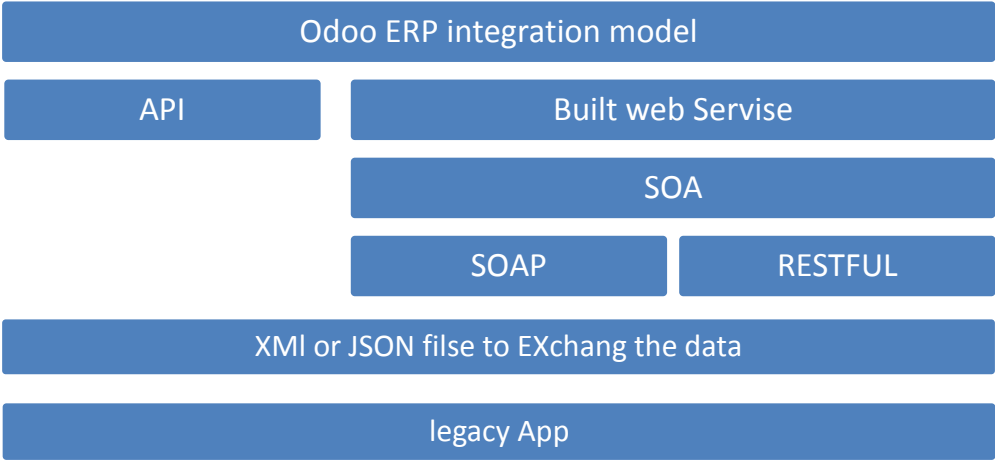 Odoo ERP integration model
API
Built web Servise
SOA
SOAP
RESTFUL
XMl or JSON filse to EXchang the data
legacy App